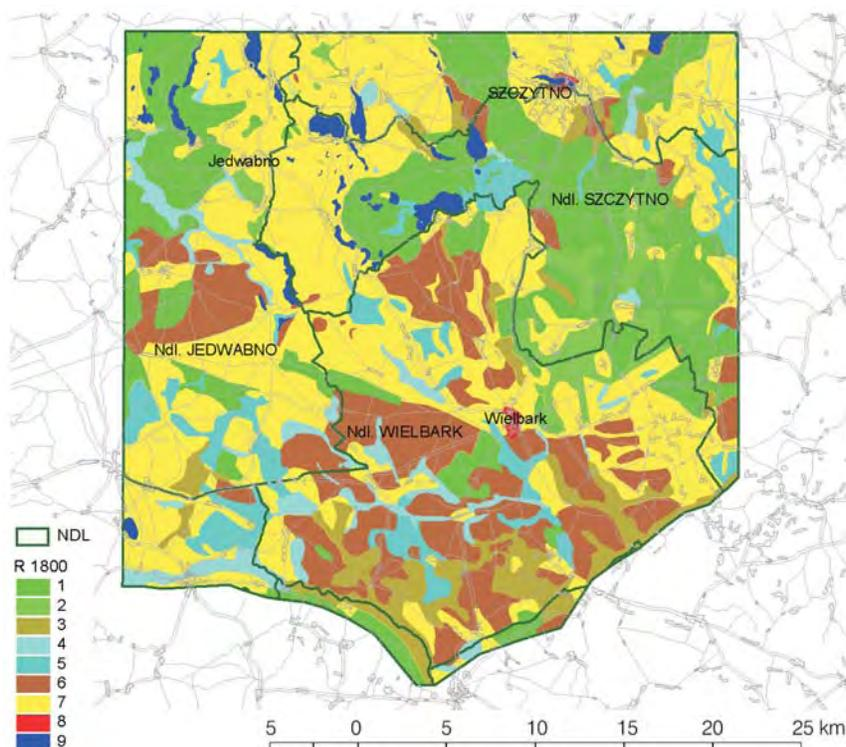 SZCZYTNO
Jedwabno
Ndl. SZCZYTNO
Ndl. JEDWABNO
Wielbark
Ndl. WIELBARK
NDL
R 1800
1
2
3
4
5
6
7
8
9
5 0 5 10 15 20 25 km